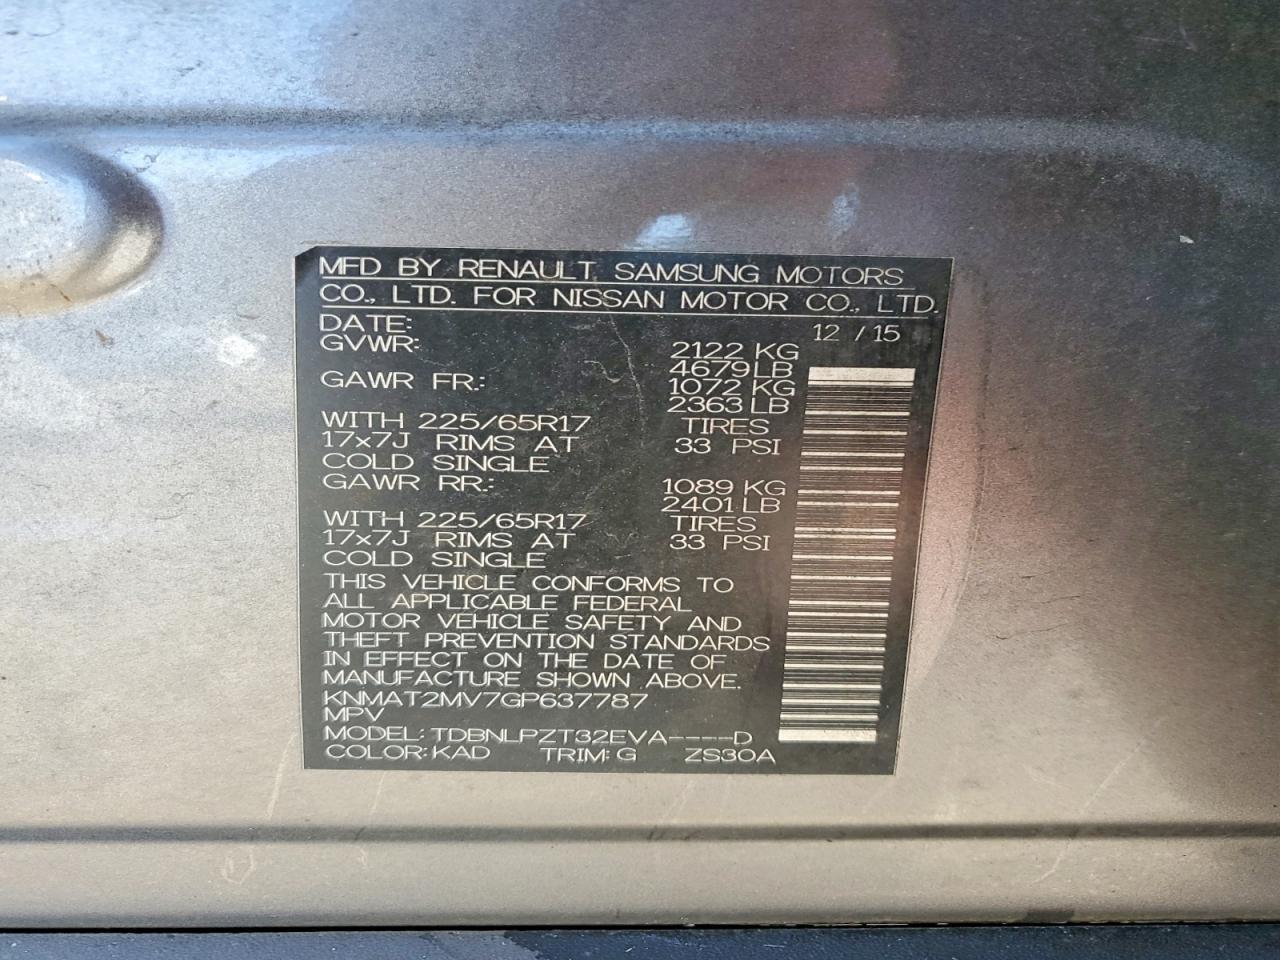 MFD BY RENAULT SAMSUNG MOTORS
CO., LTD. FOR NISSAN MOTOR CO., LTD.
DATE: 12 / 15
GVWR: 2122 KG
4679 LB
GAWR FR.: 1072 KG
2363 LB
WITH 225/65R17 TIRES
17x7J RIMS AT 33 PSI
COLD SINGLE
GAWR RR.: 1089 KG
2401 LB
WITH 225/65R17 TIRES
17x7J RIMS AT 33 PSI
COLD SINGLE
THIS VEHICLE CONFORMS TO
ALL APPLICABLE FEDERAL
MOTOR VEHICLE SAFETY AND
THEFT PREVENTION STANDARDS
IN EFFECT ON THE DATE OF
MANUFACTURE SHOWN ABOVE.
KNMAT2MV7GP637787
MPV
MODEL: TDBNLPZT32EVA----D
COLOR: KAD TRIM: G ZS30A